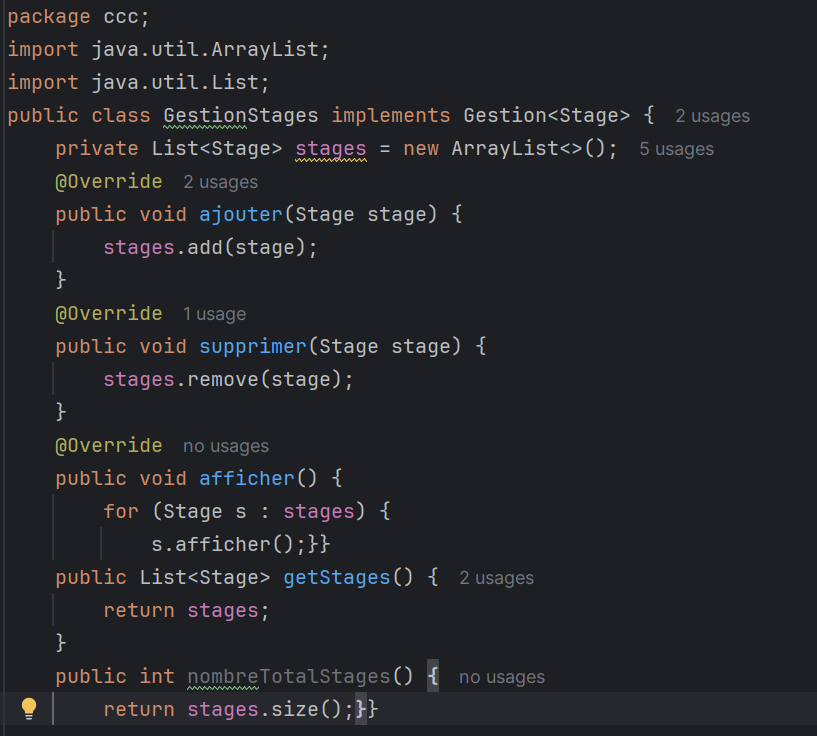 package ccc;
import java.util.ArrayList;
import java.util.List;
public class GestionStages implements Gestion<Stage> { 2 usages
    private List<Stage> stages = new ArrayList<>(); 5 usages
    @Override 2 usages
    public void ajouter(Stage stage) {
        stages.add(stage);
    }
    @Override 1 usage
    public void supprimer(Stage stage) {
        stages.remove(stage);
    }
    @Override no usages
    public void afficher() {
        for (Stage s : stages) {
            s.afficher();}}
    public List<Stage> getStages() { 2 usages
        return stages;
    }
    public int nombreTotalStages() { no usages
        return stages.size();}}